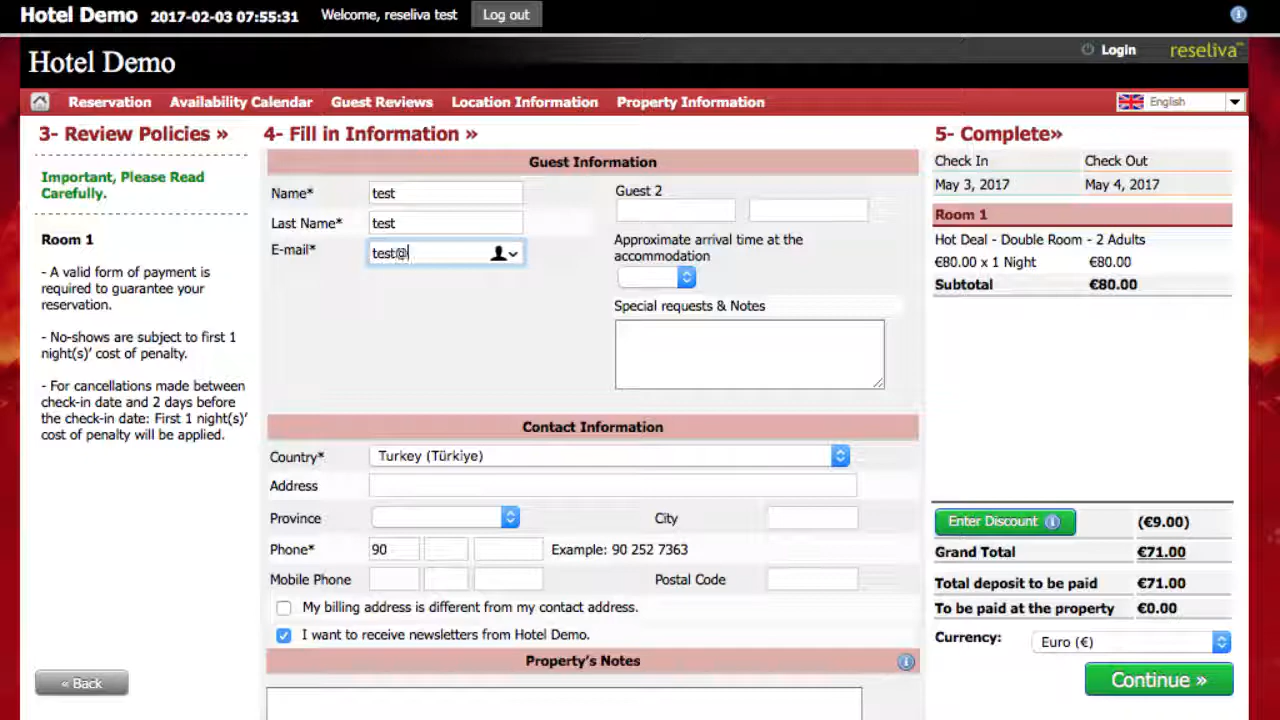 Hotel Demo 2017-02-03 07:55:31 Welcome, reseliva test Log out
Hotel Demo
Login reseliva
Reservation Availability Calendar Guest Reviews Location Information Property Information English
3- Review Policies »
Important, Please Read
Carefully.
Room 1
- A valid form of payment is
required to guarantee your
reservation.
- No-shows are subject to first 1
night(s)' cost of penalty.
- For cancellations made between
check-in date and 2 days before
the check-in date: First 1 night(s)'
cost of penalty will be applied.
« Back
4- Fill in Information »
Guest Information
Name* test
Last Name* test
E-mail* test@
Guest 2
Approximate arrival time at the
accommodation
Special requests & Notes
Contact Information
Country* Turkey (Türkiye)
Address
Province City
Phone* 90 Example: 90 252 7363
Mobile Phone Postal Code
My billing address is different from my contact address.
I want to receive newsletters from Hotel Demo.
Property's Notes
5- Complete»
Check In Check Out
May 3, 2017 May 4, 2017
Room 1
Hot Deal - Double Room - 2 Adults
€80.00 x 1 Night €80.00
Subtotal €80.00
Enter Discount (€9.00)
Grand Total €71.00
Total deposit to be paid €71.00
To be paid at the property €0.00
Currency: Euro (€)
Continue »